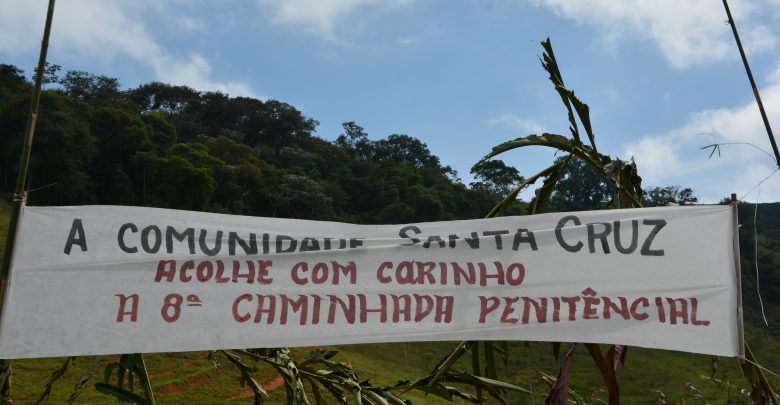 A COMUNIDADE SANTA CRUZ
ACOLHE COM CARINHO
A 8ª CAMINHADA PENITÊNCIAL